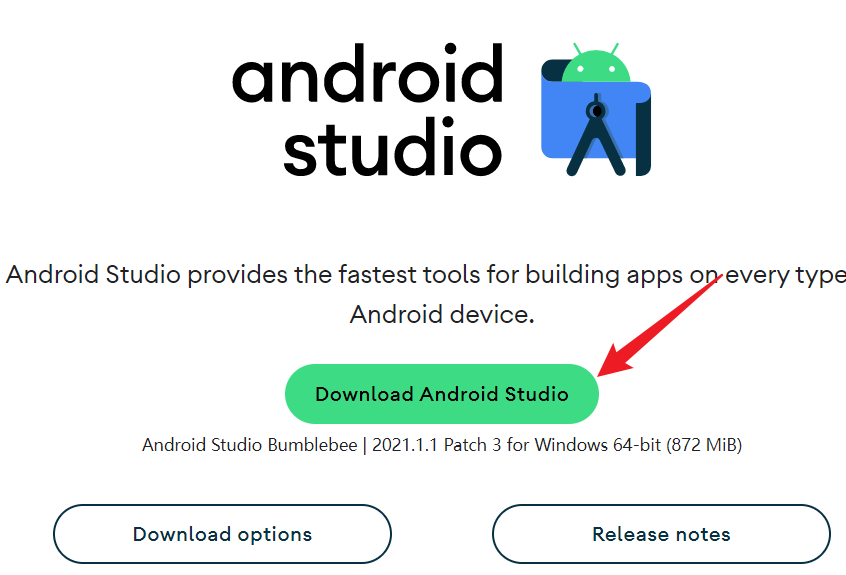 android
studio
Android Studio provides the fastest tools for building apps on every type
Android device.
Download Android Studio
Android Studio Bumblebee | 2021.1.1 Patch 3 for Windows 64-bit (872 MiB)
Download options
Release notes